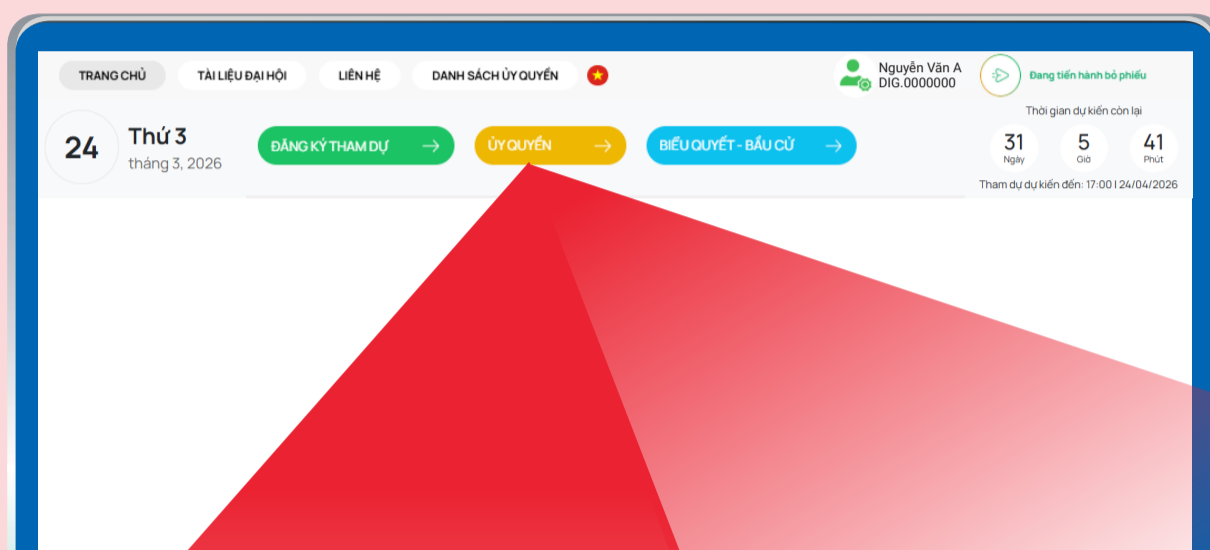 TRANG CHỦ
TÀI LIỆU ĐẠI HỘI
LIÊN HỆ
DANH SÁCH ỦY QUYỀN
Nguyễn Văn A
DIG.0000000
Đang tiến hành bỏ phiếu
24
Thứ 3
tháng 3, 2026
ĐĂNG KÝ THAM DỰ
ỦY QUYỀN
BIỂU QUYẾT - BẦU CỬ
Thời gian dự kiến còn lại
31
Ngày
5
Giờ
41
Phút
Tham dự dự kiến đến: 17:00 | 24/04/2026